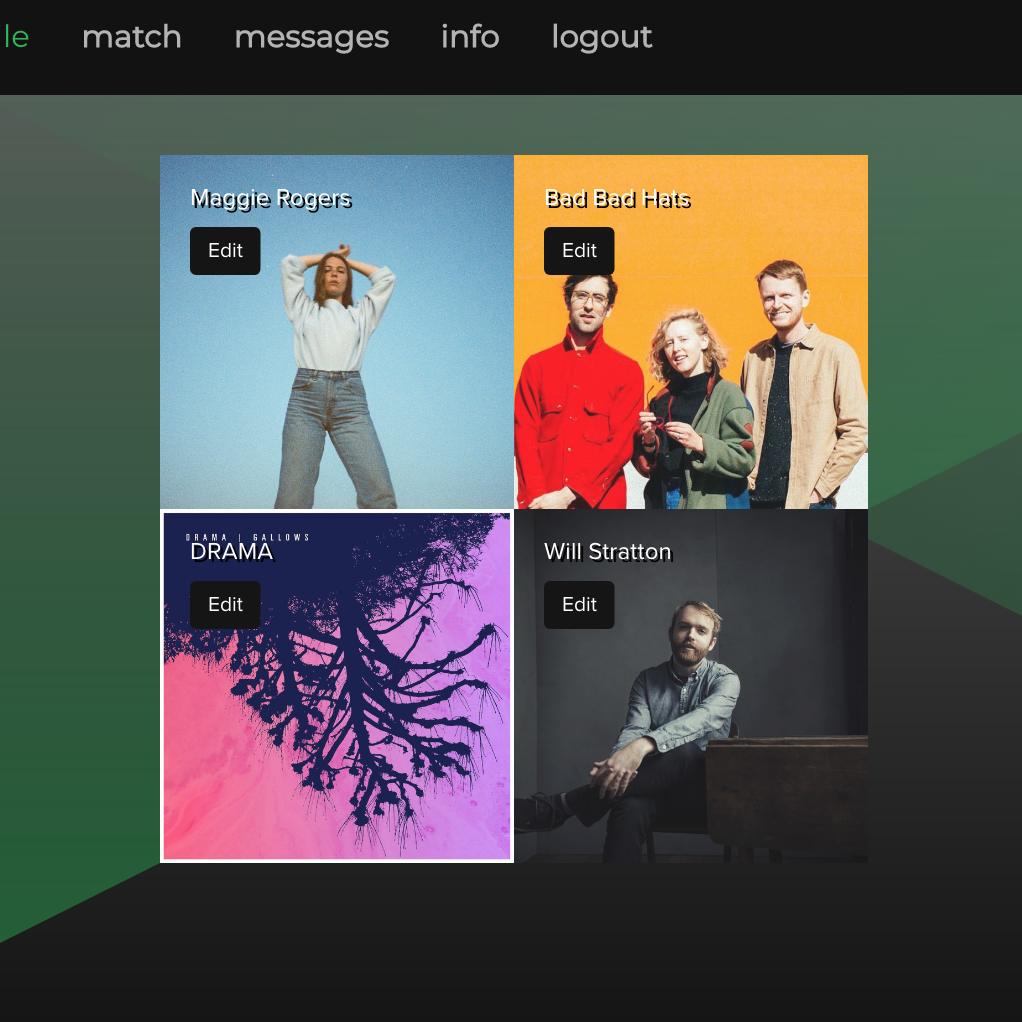 le match messages info logout
Maggie Rogers
Edit
Bad Bad Hats
Edit
DRAMA | GALLOWS
DRAMA
Edit
Will Stratton
Edit